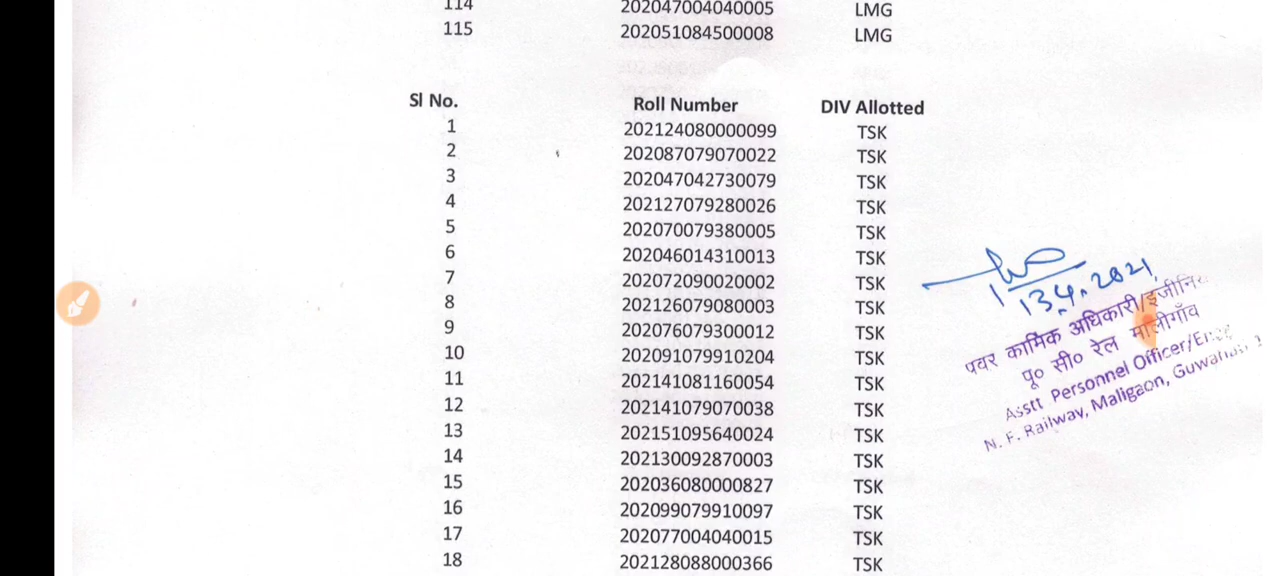 114 202047004040005 LMG
115 202051084500008 LMG
Sl No. Roll Number DIV Allotted
1 202124080000099 TSK
2 202087079070022 TSK
3 202047042730079 TSK
4 202127079280026 TSK
5 202070079380005 TSK
6 202046014310013 TSK
7 202072090020002 TSK
8 202126079080003 TSK
9 202076079300012 TSK
10 202091079910204 TSK
11 202141081160054 TSK
12 202141079070038 TSK
13 202151095640024 TSK
14 202130092870003 TSK
15 202036080000827 TSK
16 202099079910097 TSK
17 202077004040015 TSK
18 202128088000366 TSK
13.4.2021
पवर कार्मिक अधिकारी/
पू० सी० रेल मालीगाँव
Asstt Personnel Officer/
N. F. Railway, Maligaon,